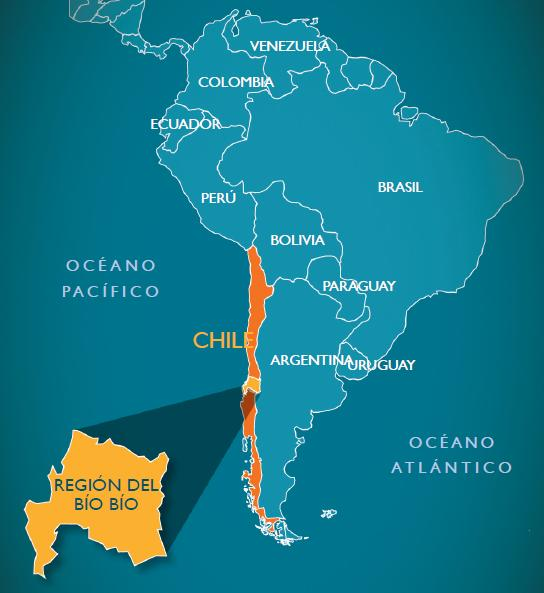 VENEZUELA
COLOMBIA
ECUADOR
BRASIL
PERÚ
BOLIVIA
OCÉANO
PACÍFICO
PARAGUAY
CHILE
ARGENTINA
URUGUAY
OCÉANO
ATLÁNTICO
REGIÓN DEL
BÍO BÍO